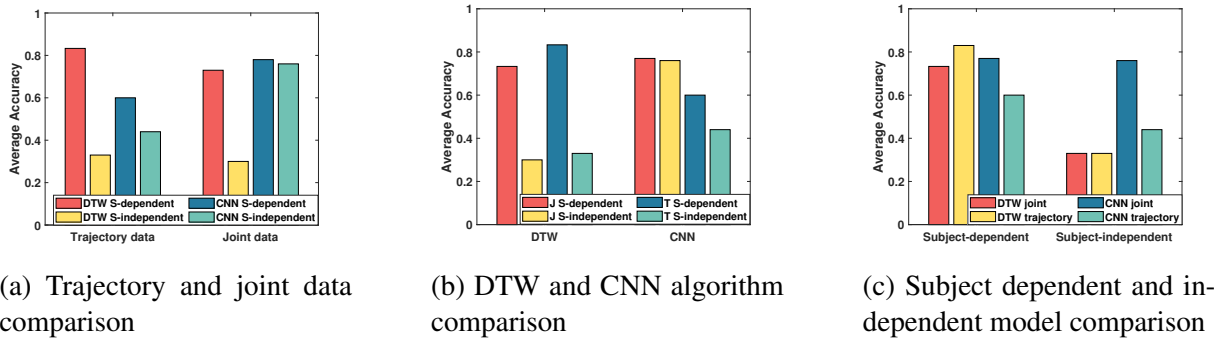 1
0.8
0.6
0.4
0.2
0
Average Accuracy
DTW S-dependent
CNN S-dependent
DTW S-independent
CNN S-independent
Trajectory data
Joint data
(a) Trajectory and joint data
comparison
1
0.8
0.6
0.4
0.2
0
Average Accuracy
J S-dependent
T S-dependent
J S-independent
T S-independent
DTW
CNN
(b) DTW and CNN algorithm
comparison
1
0.8
0.6
0.4
0.2
0
Average Accuracy
DTW joint
CNN joint
DTW trajectory
CNN trajectory
Subject-dependent
Subject-independent
(c) Subject dependent and in-
dependent model comparison